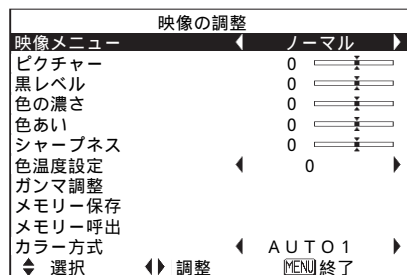 映像の調整
映像メニュー ノーマル
ピクチャー 0
黒レベル 0
色の濃さ 0
色あい 0
シャープネス 0
色温度設定 0
ガンマ調整
メモリー保存
メモリー呼出
カラー方式 AUTO1
選択 調整 MENU 終了